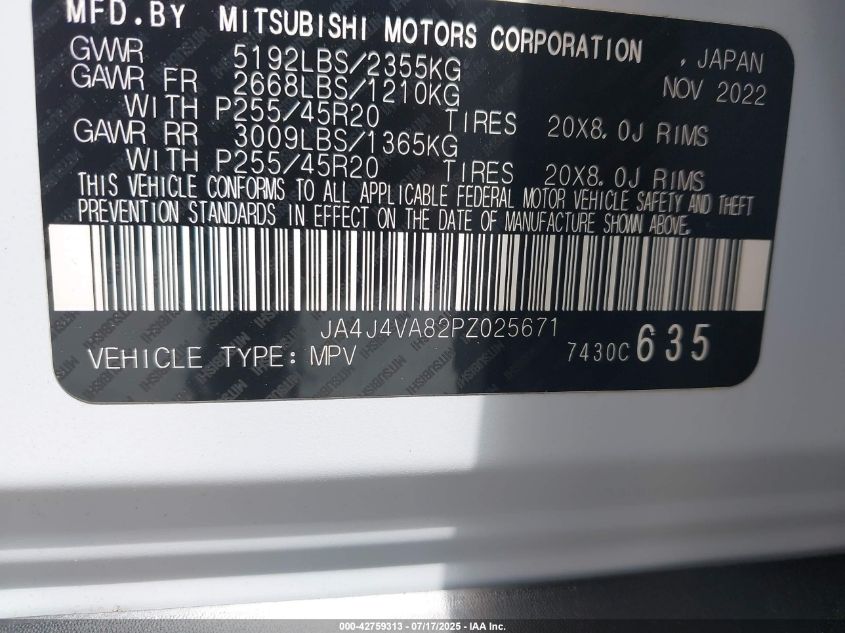 MFD.BY MITSUBISHI MOTORS CORPORATION , JAPAN
GVWR 5192LBS/2355KG NOV 2022
GAWR FR 2668LBS/1210KG
WITH P255/45R20 TIRES 20X8.0J RIMS
GAWR RR 3009LBS/1365KG
WITH P255/45R20 TIRES 20X8.0J RIMS
THIS VEHICLE CONFORMS TO ALL APPLICABLE FEDERAL MOTOR VEHICLE SAFETY AND THEFT
PREVENTION STANDARDS IN EFFECT ON THE DATE OF MANUFACTURE SHOWN ABOVE.
JA4J4VA82PZ025671
VEHICLE TYPE: MPV 7430C 635
000-42759313 - 07/17/2025 - IAA Inc.